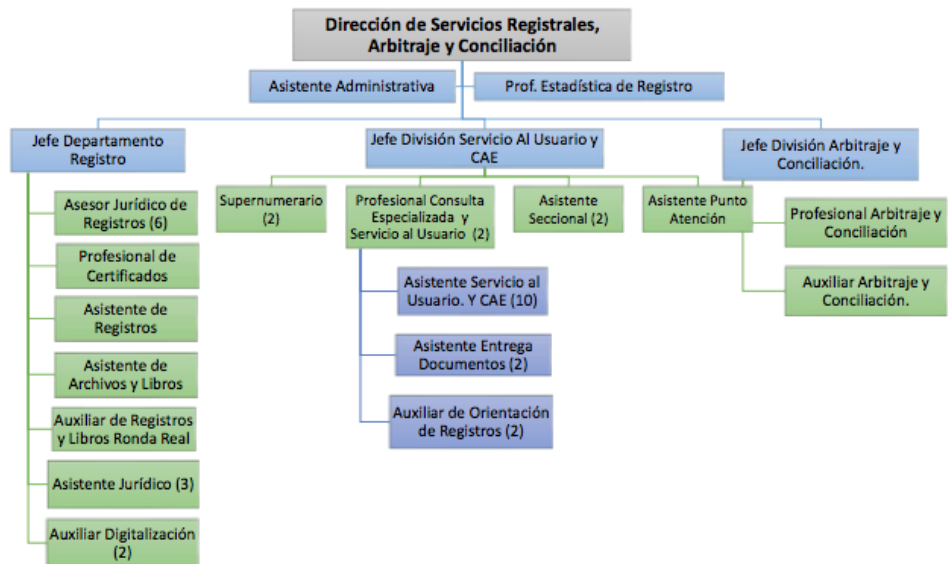 Dirección de Servicios Registrales,
Arbitraje y Conciliación
Asistente Administrativa
Prof. Estadística de Registro
Jefe Departamento
Registro
Jefe División Servicio Al Usuario y
CAE
Jefe División Arbitraje y
Conciliación.
Asesor Jurídico de
Registros (6)
Profesional de
Certificados
Asistente de
Registros
Asistente de
Archivos y Libros
Auxiliar de Registros
y Libros Ronda Real
Asistente Jurídico (3)
Auxiliar Digitalización
(2)
Supernumerario
(2)
Profesional Consulta
Especializada y
Servicio al Usuario (2)
Asistente
Seccional (2)
Asistente Punto
Atención
Asistente Servicio al
Usuario. Y CAE (10)
Asistente Entrega
Documentos (2)
Auxiliar de Orientación
de Registros (2)
Profesional Arbitraje y
Conciliación
Auxiliar Arbitraje y
Conciliación.